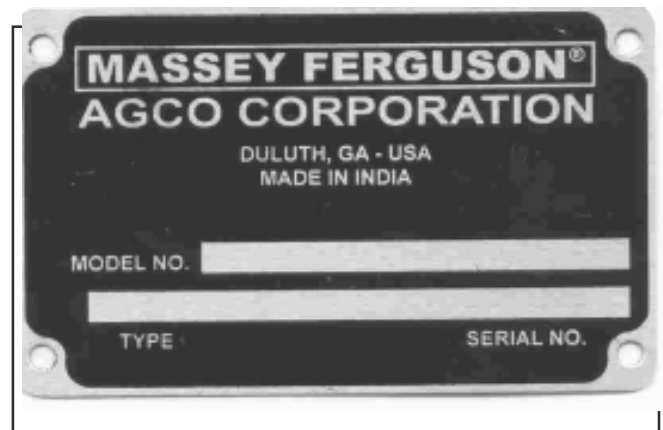 MASSEY FERGUSON®
AGCO CORPORATION
DULUTH, GA - USA
MADE IN INDIA
MODEL NO.
TYPE SERIAL NO.